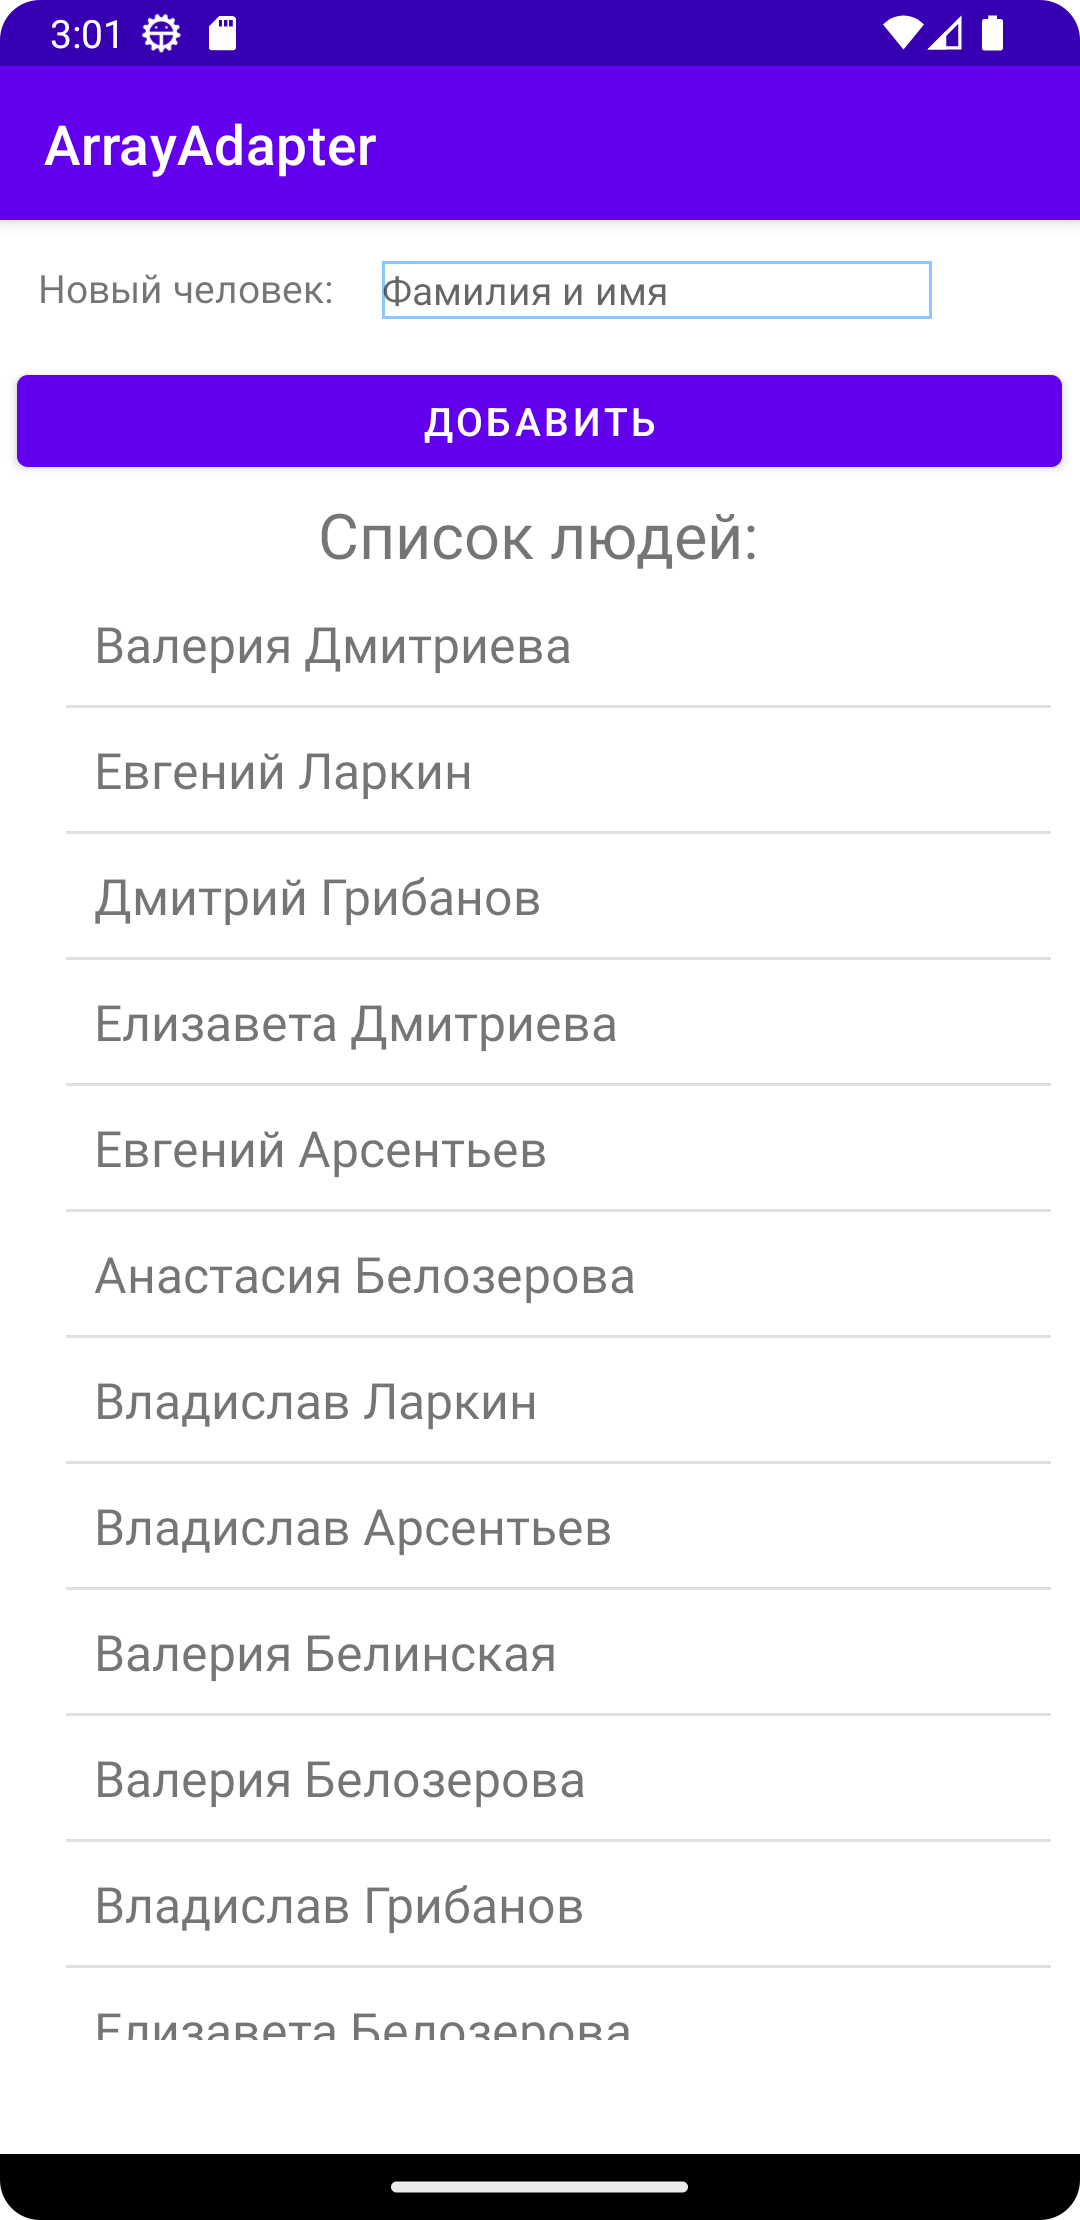 3:01
ArrayAdapter
Новый человек:
Фамилия и имя
ДОБАВИТЬ
Список людей:
Валерия Дмитриева
Евгений Ларкин
Дмитрий Грибанов
Елизавета Дмитриева
Евгений Арсентьев
Анастасия Белозерова
Владислав Ларкин
Владислав Арсентьев
Валерия Белинская
Валерия Белозерова
Владислав Грибанов
Елизавета Белозерова